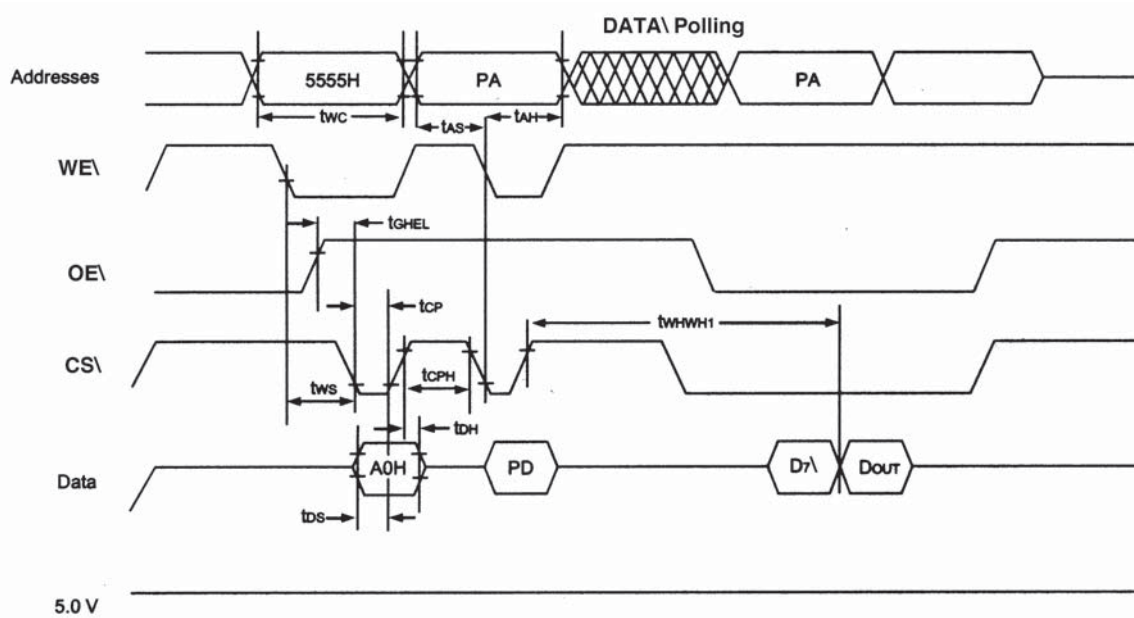 DATA\ Polling
Addresses
5555H
PA
PA
tWC
tAS
tAH
WE\
tGHEL
OE\
tCP
tWHWH1
CS\
tWS
tCPH
tDH
Data
A0H
PD
D7\
DOUT
tDS
5.0 V